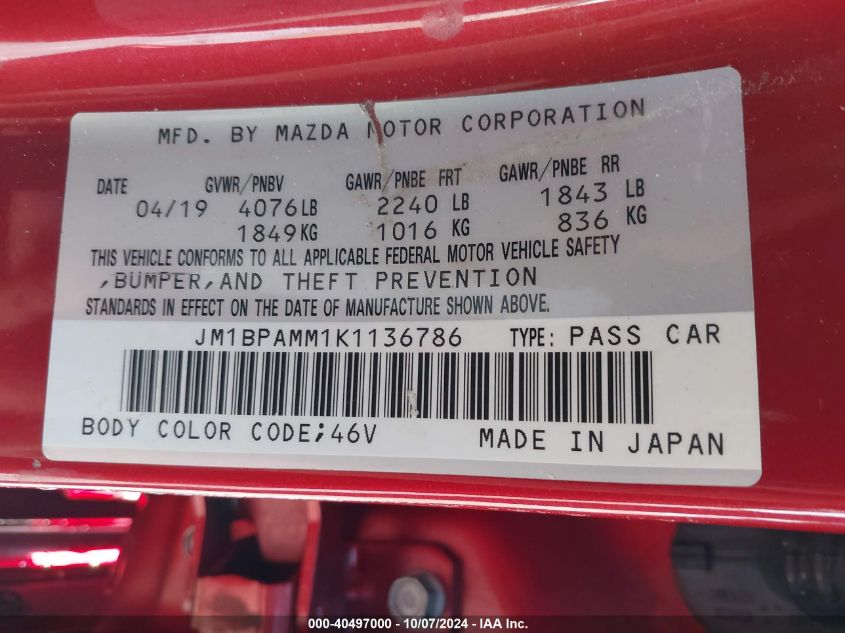 MFD. BY MAZDA MOTOR CORPORATION
DATE GVWR/PNBV GAWR/PNBE FRT GAWR/PNBE RR
04/19 4076LB 2240 LB 1843 LB
1849KG 1016 KG 836 KG
THIS VEHICLE CONFORMS TO ALL APPLICABLE FEDERAL MOTOR VEHICLE SAFETY
,BUMPER,AND THEFT PREVENTION
STANDARDS IN EFFECT ON THE DATE OF MANUFACTURE SHOWN ABOVE.
JM1BPAMM1K1136786 TYPE: PASS CAR
BODY COLOR CODE;46V MADE IN JAPAN
000-40497000 - 10/07/2024 - IAA Inc.